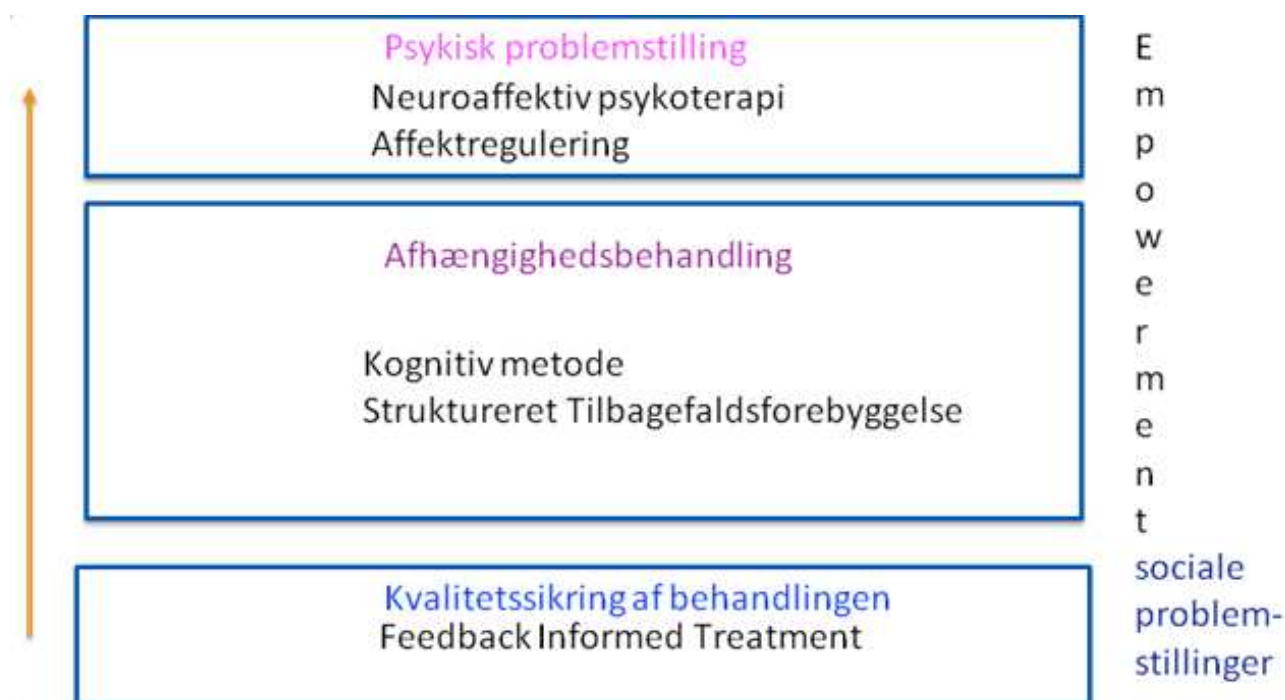 Psykisk problemstilling
Neuroaffektiv psykoterapi
Affektregulering
Afhængighedsbehandling
Kognitiv metode
Struktureret Tilbagefaldsforebyggelse
Kvalitetssikring af behandlingen
Feedback Informed Treatment
E
m
p
o
w
e
r
m
e
n
t
sociale
problem-
stillinger